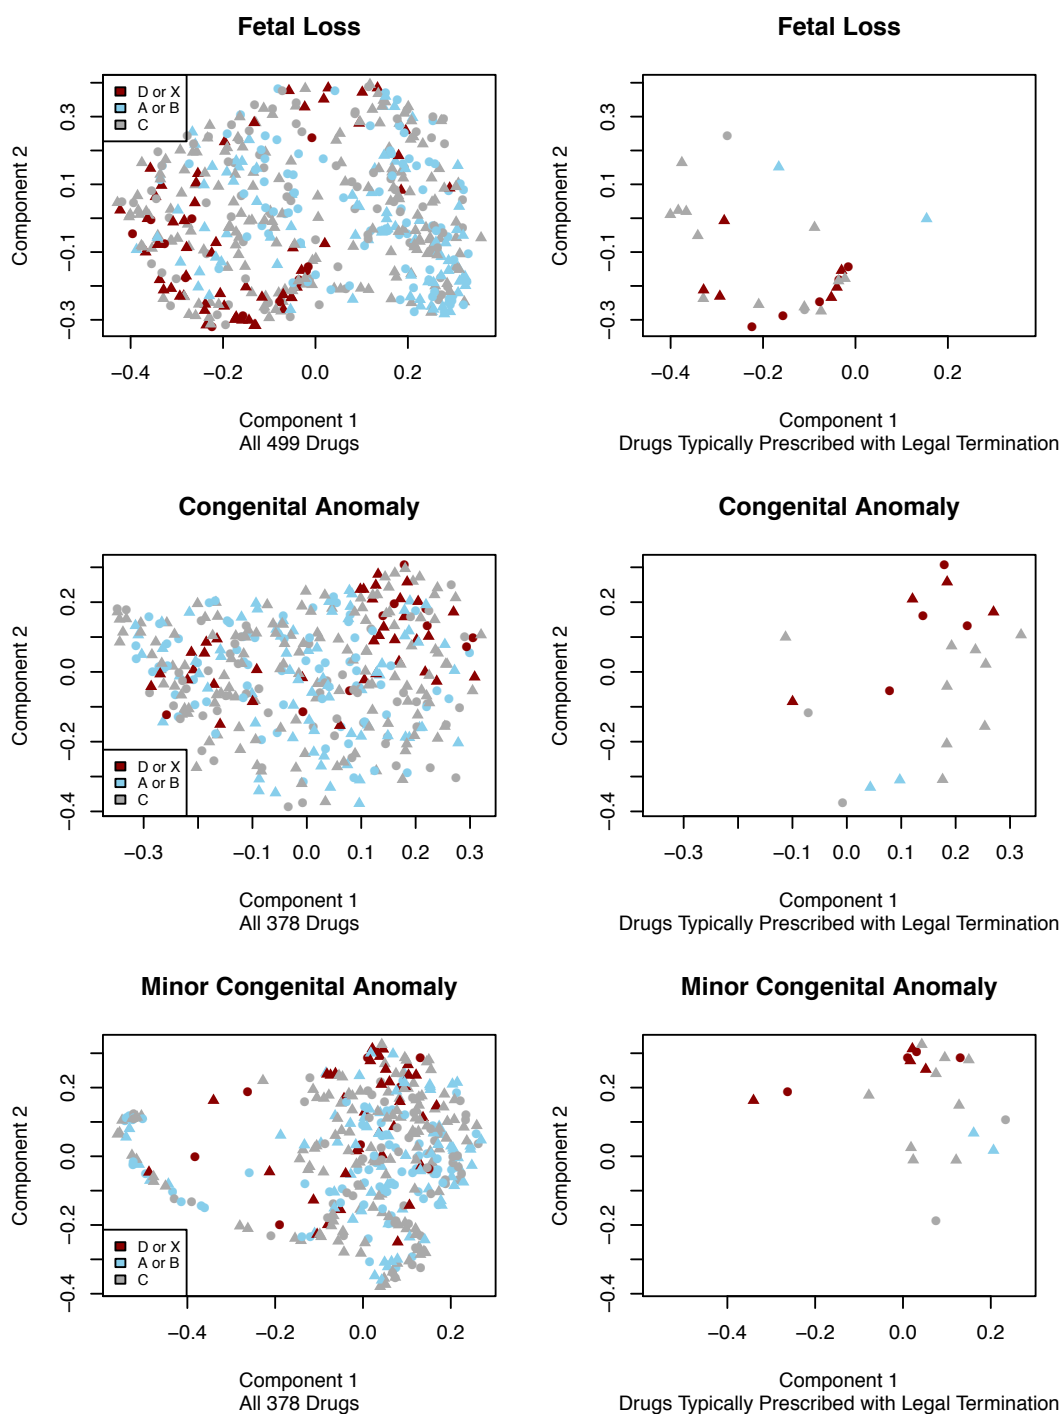 Fetal Loss
D or X
A or B
C
Component 2
0.3
0.1
−0.1
−0.3
−0.4
−0.2
0.0
0.2
Component 1
All 499 Drugs
Fetal Loss
Component 2
0.3
0.1
−0.1
−0.3
−0.4
−0.2
0.0
0.2
Component 1
Drugs Typically Prescribed with Legal Termination
Congenital Anomaly
Component 2
0.2
0.0
−0.2
−0.4
D or X
A or B
C
−0.3
−0.1
0.0
0.1
0.2
0.3
Component 1
All 378 Drugs
Congenital Anomaly
Component 2
0.2
0.0
−0.2
−0.4
−0.3
−0.1
0.0
0.1
0.2
0.3
Component 1
Drugs Typically Prescribed with Legal Termination
Minor Congenital Anomaly
Component 2
0.2
0.0
−0.2
−0.4
D or X
A or B
C
−0.4
−0.2
0.0
0.2
Component 1
All 378 Drugs
Minor Congenital Anomaly
Component 2
0.2
0.0
−0.2
−0.4
−0.4
−0.2
0.0
0.2
Component 1
Drugs Typically Prescribed with Legal Termination